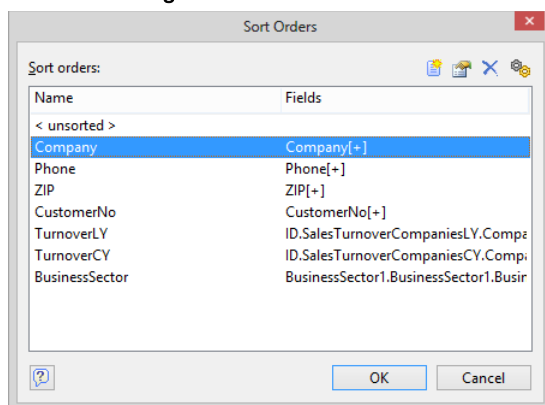 Sort Orders
Sort orders:
Name Fields
< unsorted >
Company Company[+]
Phone Phone[+]
ZIP ZIP[+]
CustomerNo CustomerNo[+]
TurnoverLY ID.SalesTurnoverCompaniesLY.Compa
TurnoverCY ID.SalesTurnoverCompaniesCY.Compa
BusinessSector BusinessSector1.BusinessSector1.Busin
OK Cancel